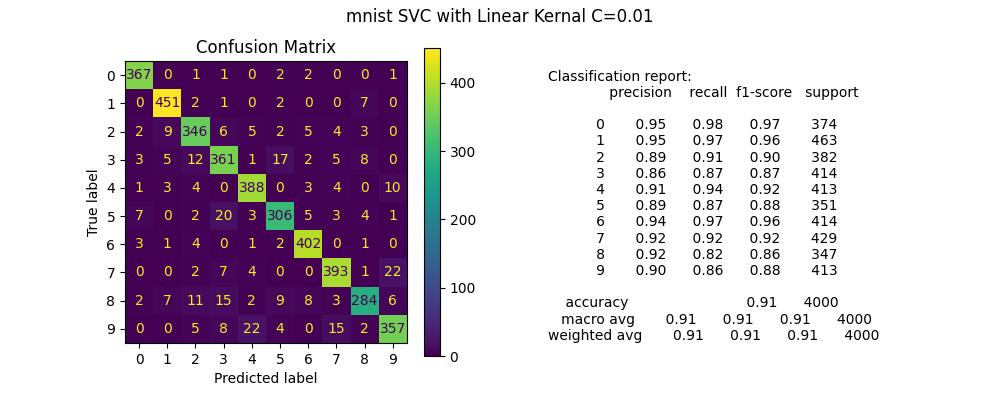 mnist SVC with Linear Kernal C=0.01
Confusion Matrix
True label
0 367 0 1 1 0 2 2 0 0 1
1 0 451 2 1 0 2 0 0 7 0
2 2 9 346 6 5 2 5 4 3 0
3 3 5 12 361 1 17 2 5 8 0
4 1 3 4 0 388 0 3 4 0 10
5 7 0 2 20 3 306 5 3 4 1
6 3 1 4 0 1 2 402 0 1 0
7 0 0 2 7 4 0 0 393 1 22
8 2 7 11 15 2 9 8 3 284 6
9 0 0 5 8 22 4 0 15 2 357
0 1 2 3 4 5 6 7 8 9
Predicted label
400
300
200
100
0
Classification report:
precision recall f1-score support
0 0.95 0.98 0.97 374
1 0.95 0.97 0.96 463
2 0.89 0.91 0.90 382
3 0.86 0.87 0.87 414
4 0.91 0.94 0.92 413
5 0.89 0.87 0.88 351
6 0.94 0.97 0.96 414
7 0.92 0.92 0.92 429
8 0.92 0.82 0.86 347
9 0.90 0.86 0.88 413
accuracy 0.91 4000
macro avg 0.91 0.91 0.91 4000
weighted avg 0.91 0.91 0.91 4000